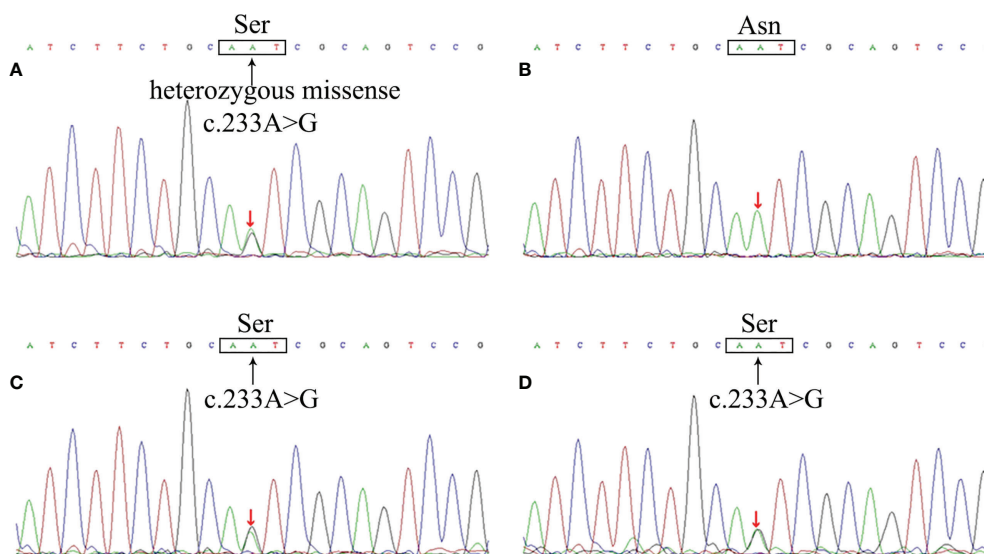 Ser
A T C T T C T G C A A T C G C A G T C C G
A
heterozygous missense
c.233A>G
Asn
A T C T T C T G C A A T C G C A G T C C
B
Ser
A T C T T C T G C A A T C G C A G T C C G
C
c.233A>G
Ser
A T C T T C T G C A A T C G C A G T C C
D
c.233A>G